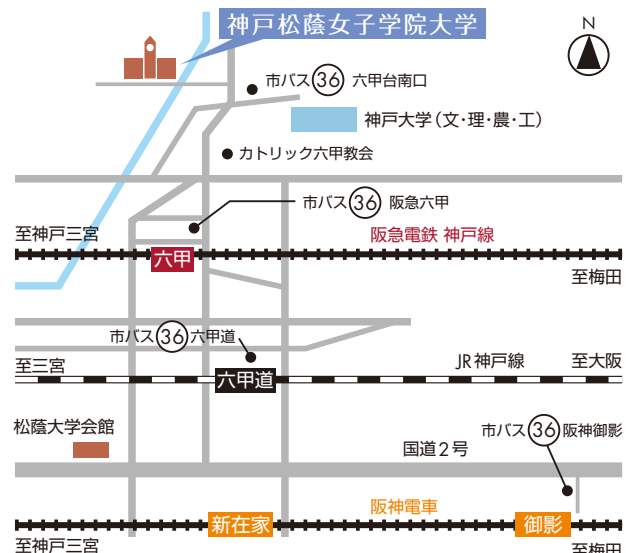 神戸松蔭女子学院大学
N
市バス 36 六甲台南口
神戸大学（文・理・農・工）
カトリック六甲教会
市バス 36 阪急六甲
至神戸三宮
阪急電鉄 神戸線
六甲
至梅田
市バス 36 六甲道
至三宮
JR神戸線
至大阪
六甲道
松蔭大学会館
市バス 36 阪神御影
国道2号
阪神電車
新在家
御影
至神戸三宮
至梅田